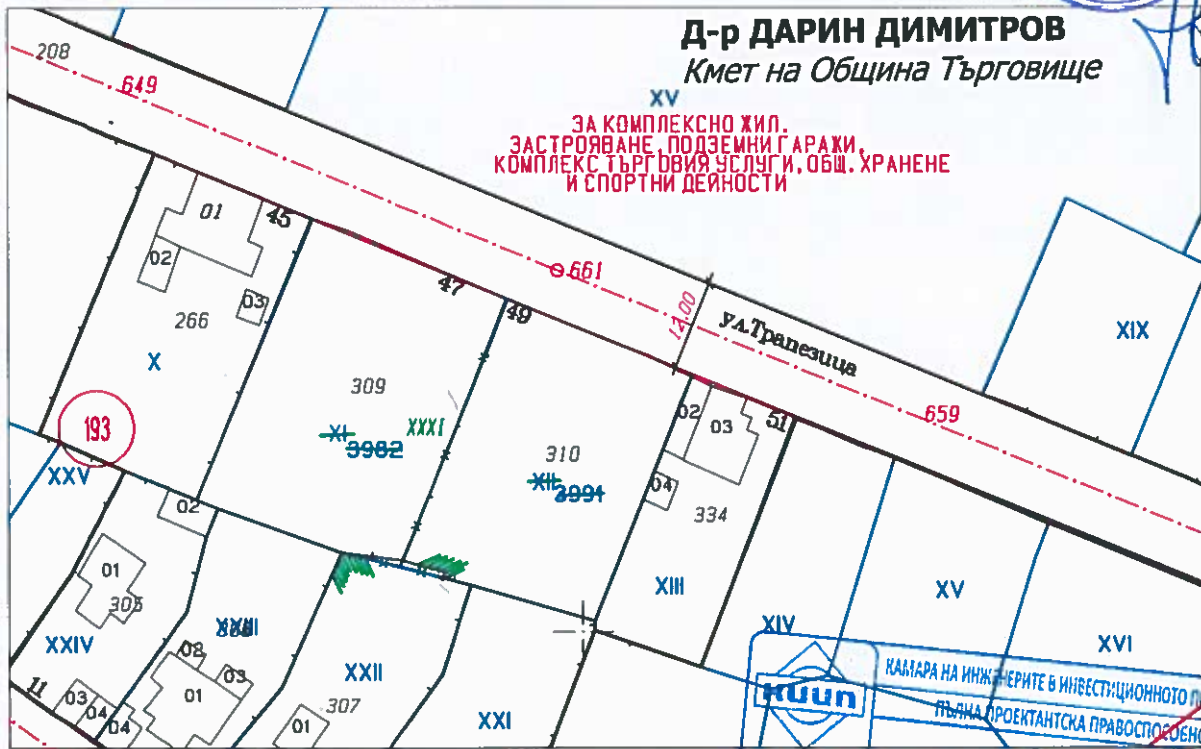 Д-р ДАРИН ДИМИТРОВ
Кмет на Община Търговище
208
649
XV
ЗА КОМПЛЕКСНО ЖИЛ.
ЗАСТРОЯВАНЕ, ПОДЗЕМНИ ГАРАЖИ,
КОМПЛЕКС ТЪРГОВИЯ УСЛУГИ, ОБЩ. ХРАНЕНЕ
И СПОРТНИ ДЕЙНОСТИ
01
45
02
03
266
X
661
47
49
12.00
ул.Трапезица
XIX
309
XI
3982
XXXI
193
02
03
51
659
310
XII
3991
04
334
XXV
02
01
305
XXIV
XXIII
02
03
01
XXII
307
01
XXI
XIII
XIV
XV
XVI
11
03
04
04
КИИП
КАМАРА НА ИНЖЕНЕРИТЕ В ИНВЕСТИЦИОННОТО
ПЪЛНА ПРОЕКТАНТСКА